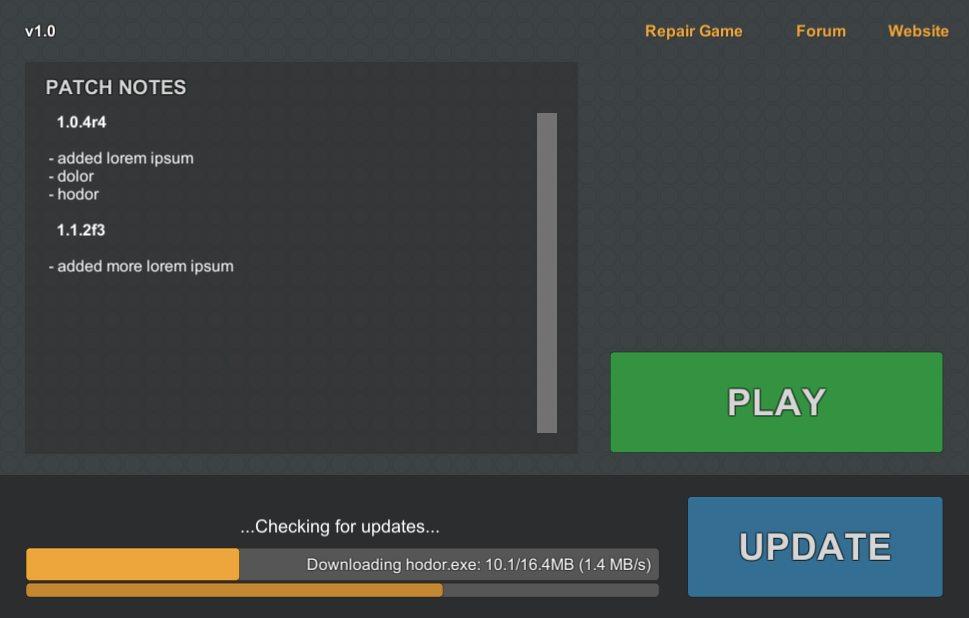 v1.0
Repair Game
Forum
Website
PATCH NOTES
1.0.4r4
- added lorem ipsum
- dolor
- hodor
1.1.2f3
- added more lorem ipsum
PLAY
...Checking for updates...
Downloading hodor.exe: 10.1/16.4MB (1.4 MB/s)
UPDATE